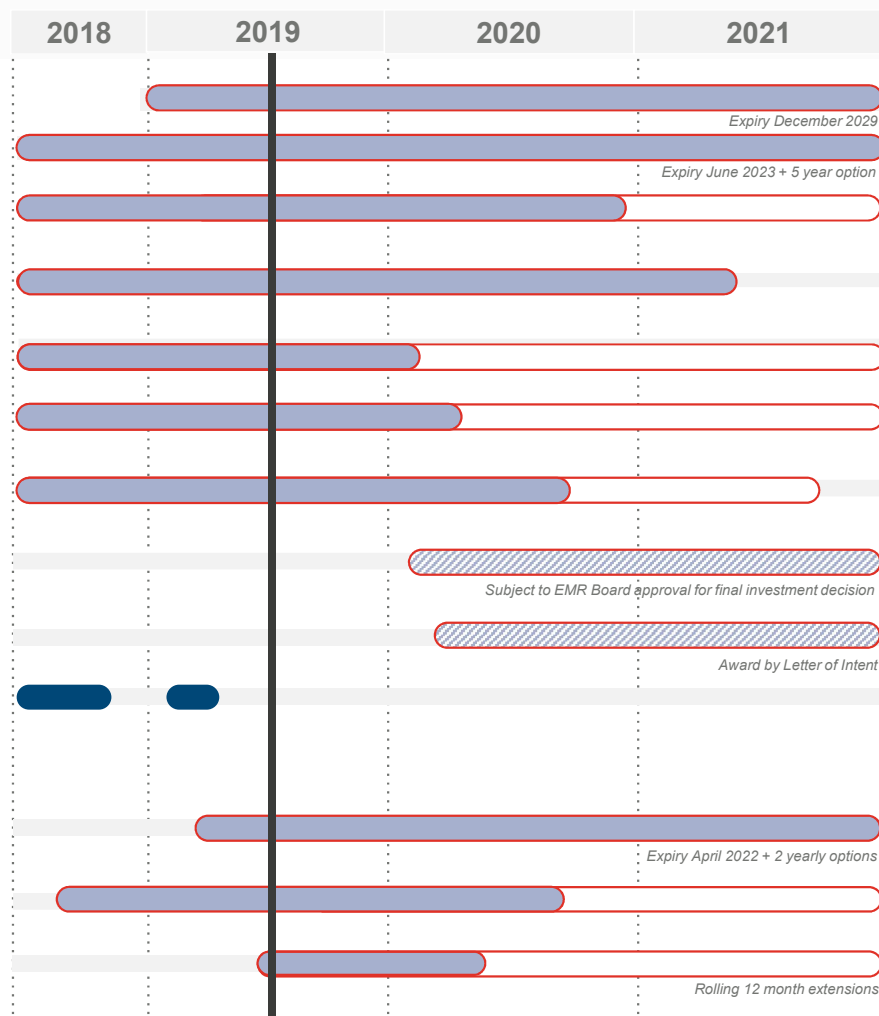 2018 2019 2020 2021
Expiry December 2029
Expiry June 2023 + 5 year option
Subject to EMR Board approval for final investment decision
Award by Letter of Intent
Expiry April 2022 + 2 yearly options
Rolling 12 month extensions